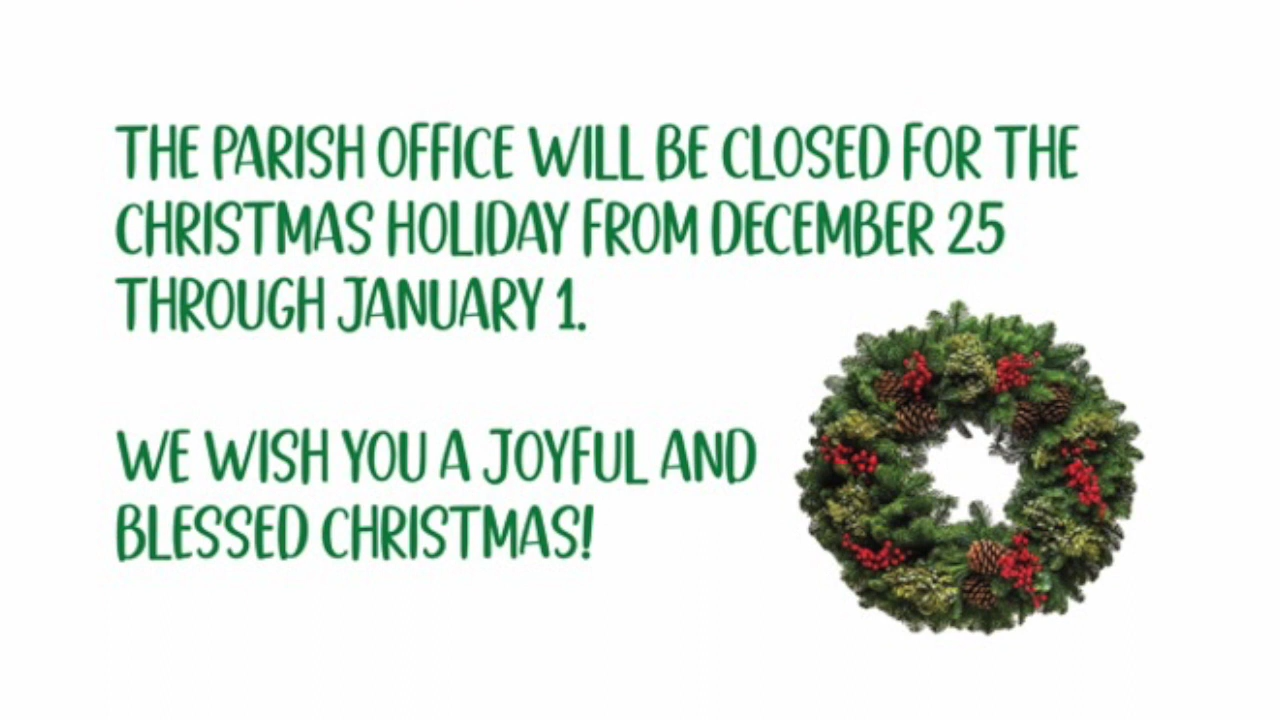 THE PARISH OFFICE WILL BE CLOSED FOR THE
CHRISTMAS HOLIDAY FROM DECEMBER 25
THROUGH JANUARY 1.
WE WISH YOU A JOYFUL AND
BLESSED CHRISTMAS!